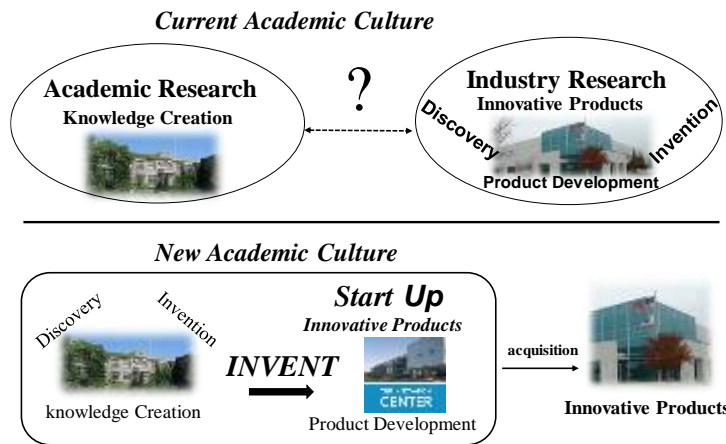 Current Academic Culture
Academic Research
Knowledge Creation
?
Industry Research
Innovative Products
Discovery
Invention
Product Development
New Academic Culture
Discovery
Invention
knowledge Creation
INVENT
Start Up
Innovative Products
CENTER
Product Development
acquisition
Innovative Products